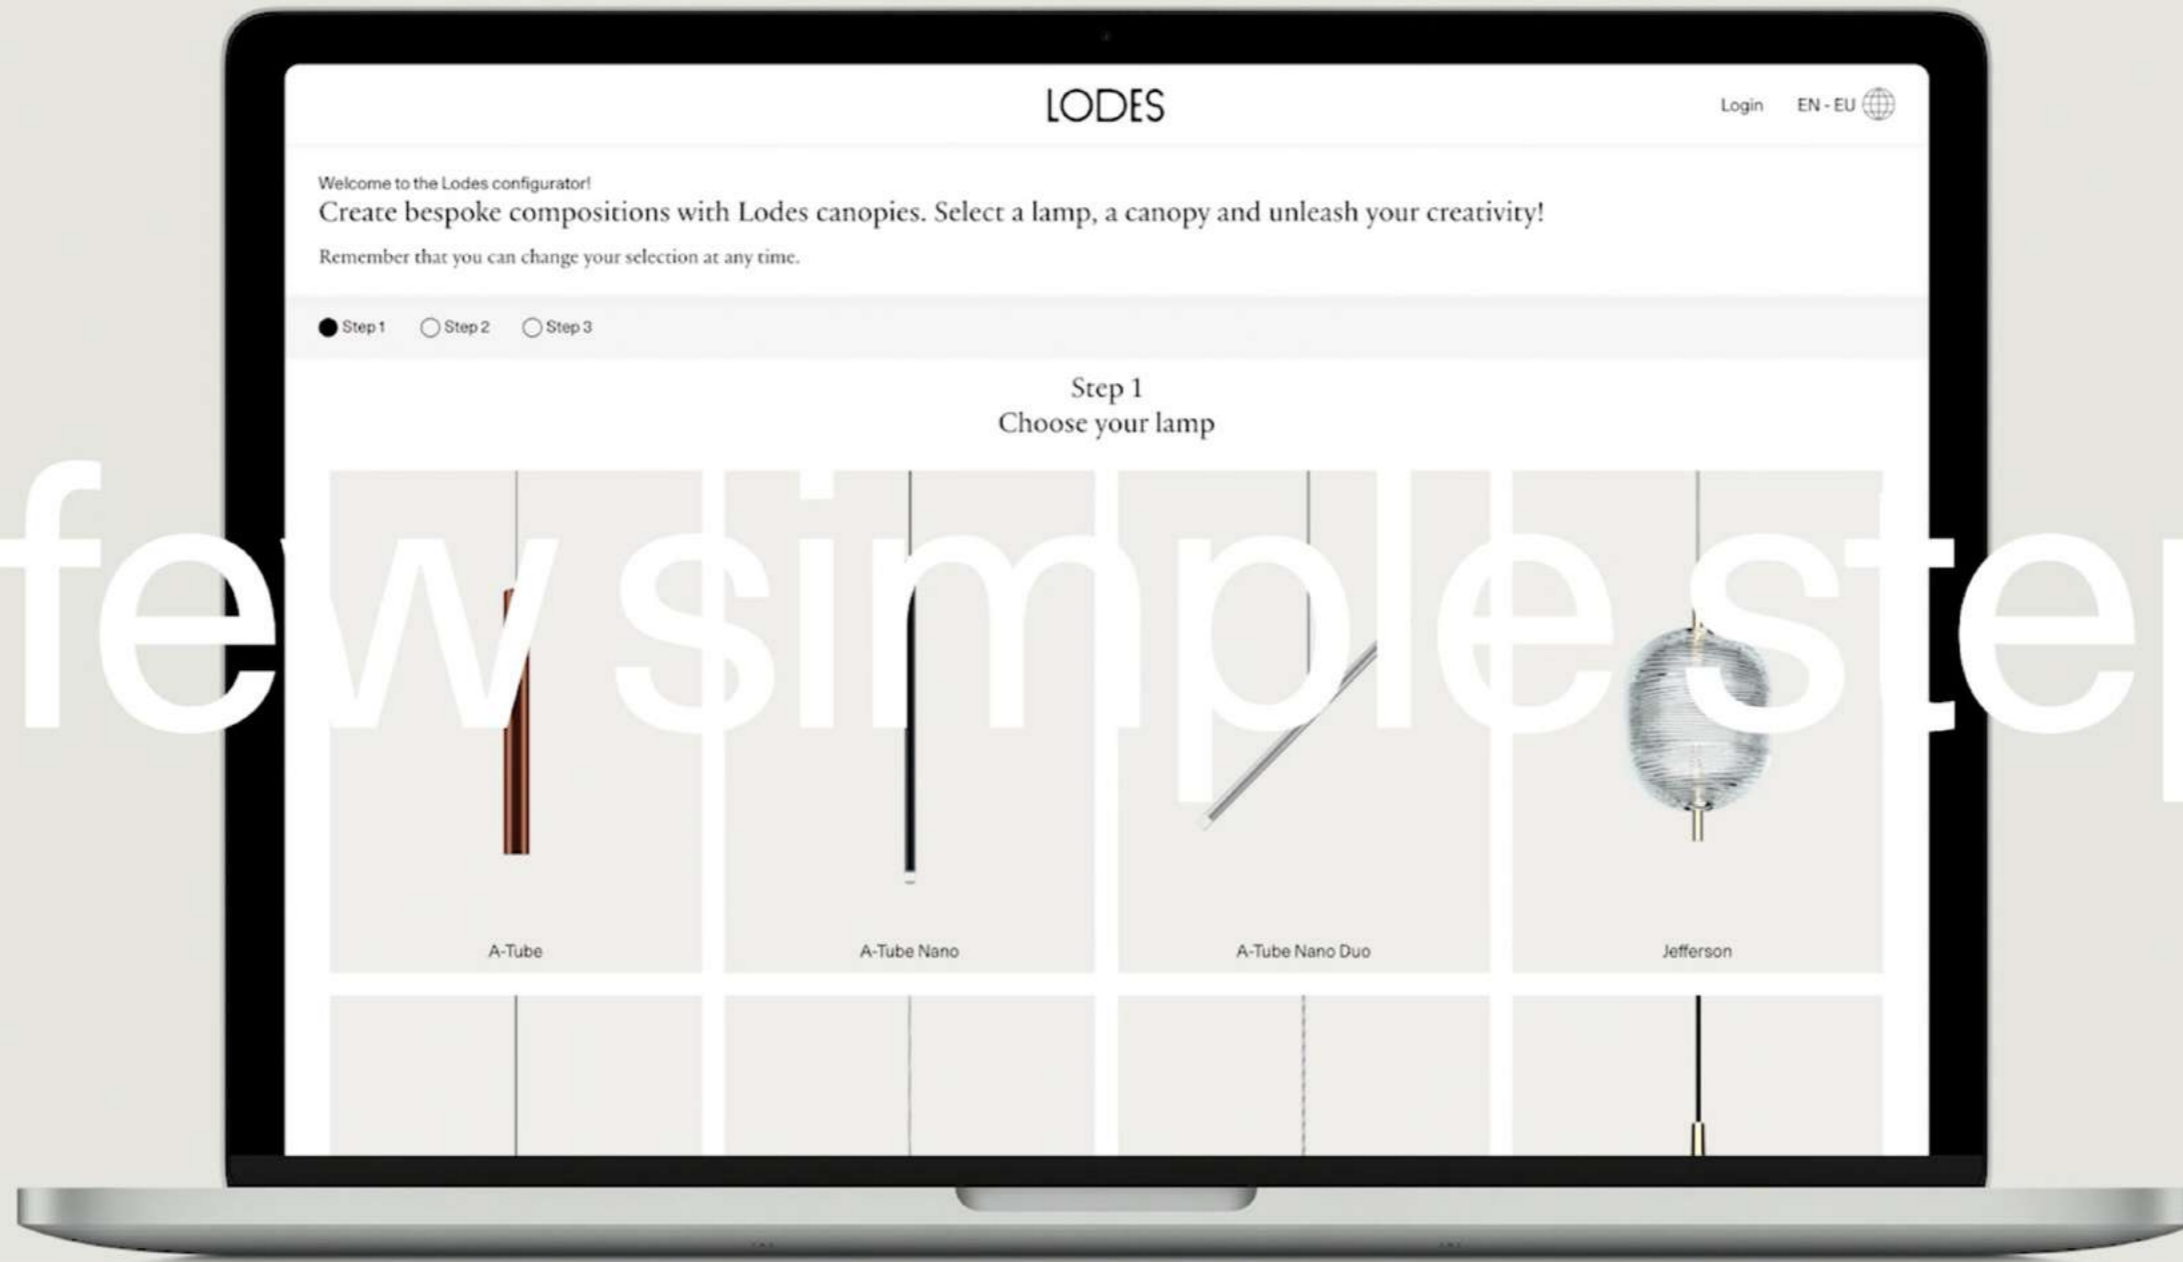 LODES
Login
EN - EU
Welcome to the Lodes configurator!
Create bespoke compositions with Lodes canopies. Select a lamp, a canopy and unleash your creativity!
Remember that you can change your selection at any time.
Step 1
Step 2
Step 3
Step 1
Choose your lamp
few simple step
A-Tube
A-Tube Nano
A-Tube Nano Duo
Jefferson